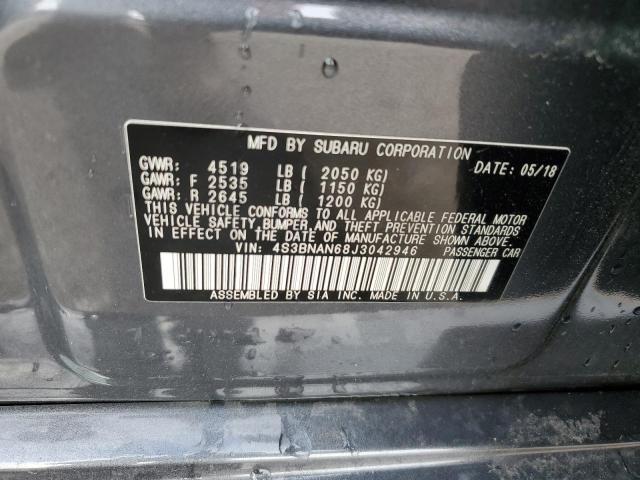 MFD BY SUBARU CORPORATION
GVWR: 4519 LB ( 2050 KG) DATE: 05/18
GAWR: F 2535 LB ( 1150 KG)
GAWR: R 2645 LB ( 1200 KG)
THIS VEHICLE CONFORMS TO ALL APPLICABLE FEDERAL MOTOR
VEHICLE SAFETY, BUMPER, AND THEFT PREVENTION STANDARDS
IN EFFECT ON THE DATE OF MANUFACTURE SHOWN ABOVE.
VIN: 4S3BNAN68J3042946 PASSENGER CAR
ASSEMBLED BY SIA INC. MADE IN U.S.A.